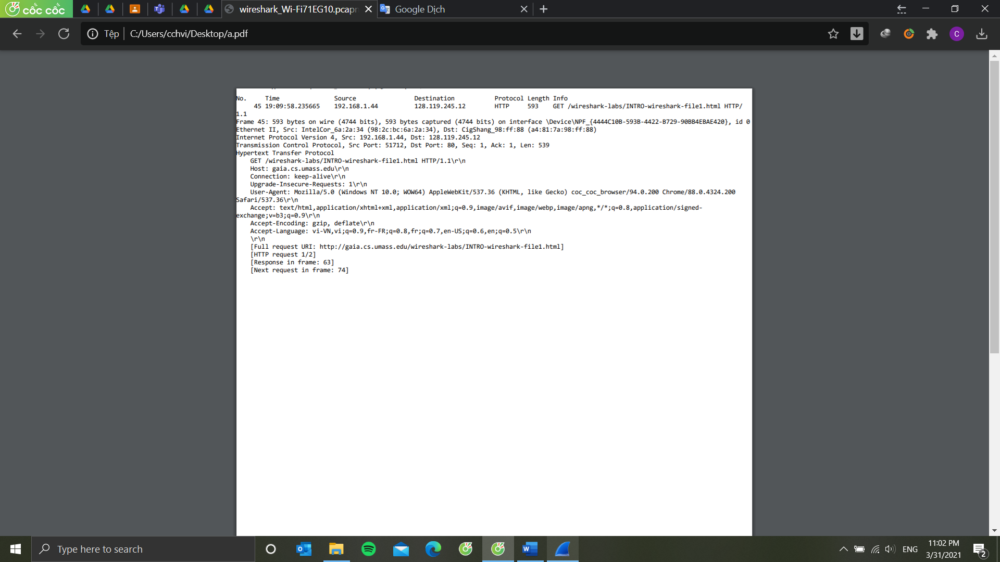 cốc cốc
wireshark_Wi-Fi71EG10.pcapn
Google Dịch
Tệp
C:/Users/cchvi/Desktop/a.pdf
C
No. Time Source Destination Protocol Length Info
45 19:09:58.235665 192.168.1.44 128.119.245.12 HTTP 593 GET /wireshark-labs/INTRO-wireshark-file1.html HTTP/
1.1
Frame 45: 593 bytes on wire (4744 bits), 593 bytes captured (4744 bits) on interface \Device\NPF_{4444C10B-593B-4422-B729-90BB4EBAE420}, id 0
Ethernet II, Src: IntelCor_6a:2a:34 (98:2c:bc:6a:2a:34), Dst: CigShang_98:ff:88 (a4:81:7a:98:ff:88)
Internet Protocol Version 4, Src: 192.168.1.44, Dst: 128.119.245.12
Transmission Control Protocol, Src Port: 51712, Dst Port: 80, Seq: 1, Ack: 1, Len: 539
Hypertext Transfer Protocol
GET /wireshark-labs/INTRO-wireshark-file1.html HTTP/1.1\r\n
Host: gaia.cs.umass.edu\r\n
Connection: keep-alive\r\n
Upgrade-Insecure-Requests: 1\r\n
User-Agent: Mozilla/5.0 (Windows NT 10.0; WOW64) AppleWebKit/537.36 (KHTML, like Gecko) coc_coc_browser/94.0.200 Chrome/88.0.4324.200
Safari/537.36\r\n
Accept: text/html,application/xhtml+xml,application/xml;q=0.9,image/avif,image/webp,image/apng,*/*;q=0.8,application/signed-
exchange;v=b3;q=0.9\r\n
Accept-Encoding: gzip, deflate\r\n
Accept-Language: vi-VN,vi;q=0.9,fr-FR;q=0.8,fr;q=0.7,en-US;q=0.6,en;q=0.5\r\n
\r\n
[Full request URI: http://gaia.cs.umass.edu/wireshark-labs/INTRO-wireshark-file1.html]
[HTTP request 1/2]
[Response in frame: 63]
[Next request in frame: 74]
Type here to search
ENG
11:02 PM
3/31/2021
2